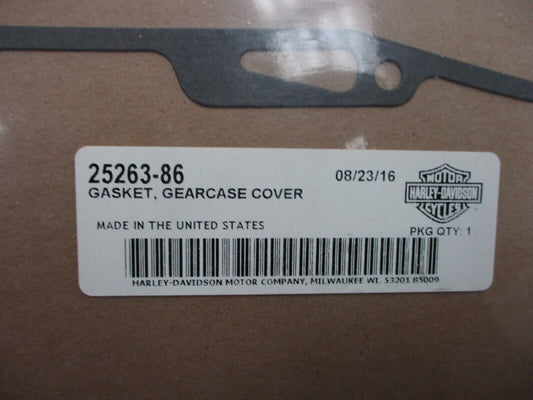 25263-86
08/23/16
GASKET, GEARCASE COVER
MOTOR
HARLEY-DAVIDSON
CYCLES
MADE IN THE UNITED STATES
PKG QTY: 1
HARLEY-DAVIDSON MOTOR COMPANY, MILWAUKEE WI. 53201 85009